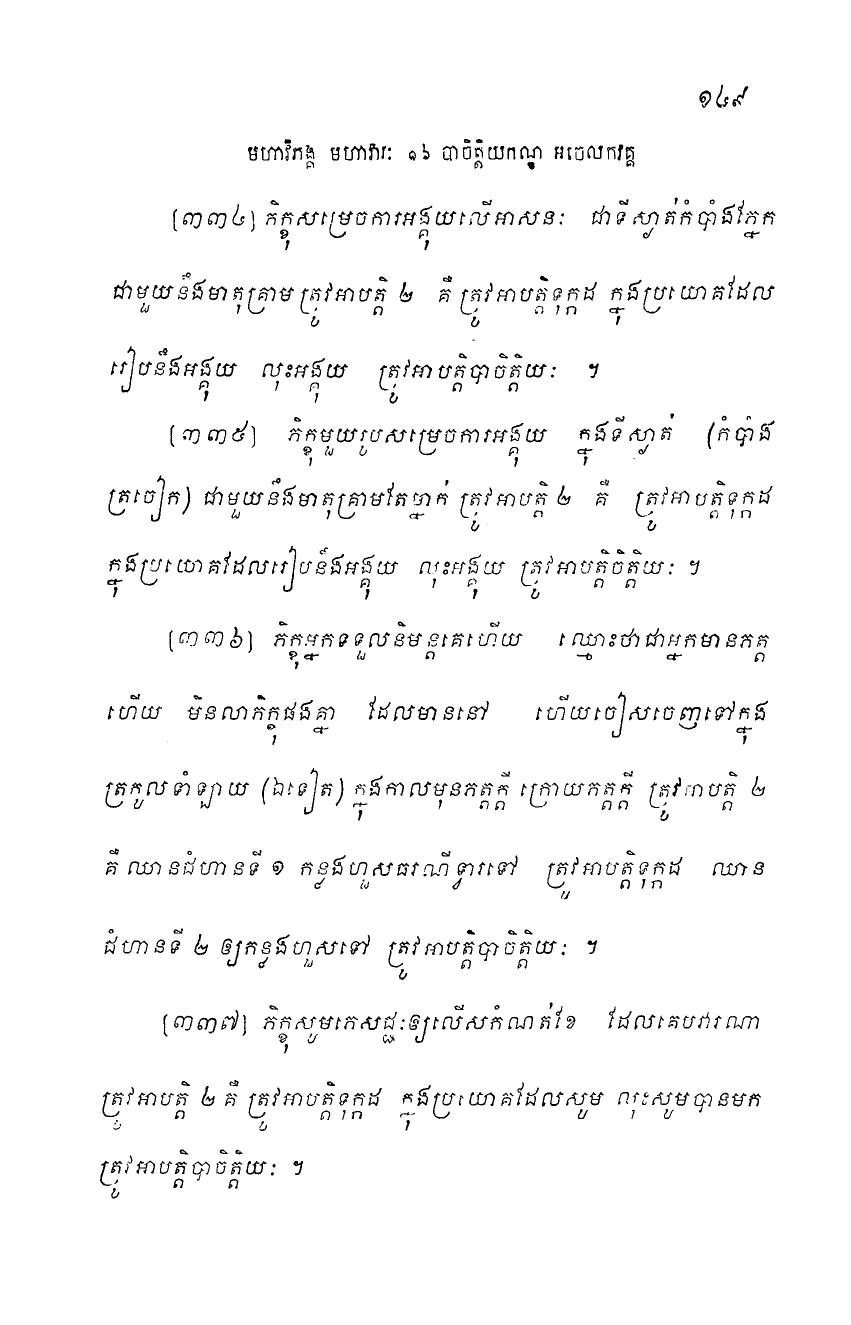 ១៤៩
មហាវិភង្គ មហាវារៈ ១៦ បាចិត្តិយកណ្ឌ អចេលកវគ្គ
[៣៣៤] ភិក្ខុសម្រេចការអង្គុយលើអាសនៈ ជាទីស្ងាត់កំបាំងភ្នែក
ជាមួយនឹងមាតុគ្រាម ត្រូវអាបត្តិ ២ គឺ ត្រូវអាបត្តិទុក្កដ ក្នុងប្រយោគដែល
រៀបនឹងអង្គុយ លុះអង្គុយ ត្រូវអាបត្តិបាចិត្តិយៈ ។
[៣៣៥] ភិក្ខុមួយរូបសម្រេចការអង្គុយ ក្នុងទីស្ងាត់ (កំបាំង
ត្រចៀក) ជាមួយនឹងមាតុគ្រាមតែម្នាក់ ត្រូវអាបត្តិ ២ គឺ ត្រូវអាបត្តិទុក្កដ
ក្នុងប្រយោគដែលរៀបនឹងអង្គុយ លុះអង្គុយ ត្រូវអាបត្តិចិត្តិយៈ ។
[៣៣៦] ភិក្ខុអ្នកទទួលនិមន្តគេហើយ ឈ្មោះថាជាអ្នកមានភត្ត
ហើយ មិនលាភិក្ខុផងគ្នា ដែលមាននៅ ហើយចៀសចេញទៅក្នុង
ត្រកូលទាំឡាយ (ឯទៀត) ក្នុងកាលមុនភត្តក្តី ក្រោយភត្តក្តី ត្រូវអាបត្តិ ២
គឺ ឈានជំហានទី ១ កន្លងហួសធរណីទ្វារទៅ ត្រូវអាបត្តិទុក្កដ ឈាន
ជំហានទី ២ ឲ្យកន្លងហួសទៅ ត្រូវអាបត្តិបាចិត្តិយៈ ។
[៣៣៧] ភិក្ខុសូមភេសជ្ជៈឲ្យលើសកំណត់ខែ ដែលគេបវារណា
ត្រូវអាបត្តិ ២ គឺ ត្រូវអាបត្តិទុក្កដ ក្នុងប្រយោគដែលសូម លុះសូមបានមក
ត្រូវអាបត្តិបាចិត្តិយៈ ។